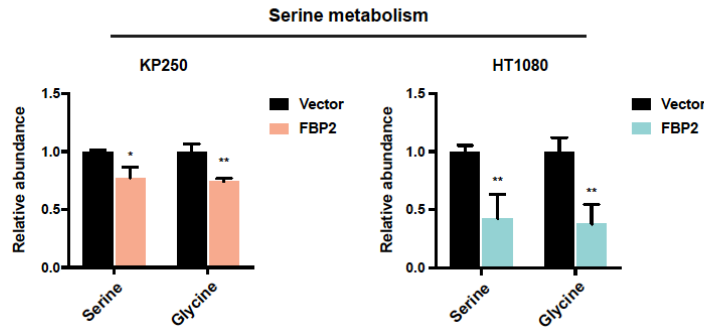 Serine metabolism
KP250
Relative abundance
1.5
1.0
0.5
0.0
*
**
Serine
Glycine
Vector
FBP2
HT1080
Relative abundance
1.5
1.0
0.5
0.0
**
**
Serine
Glycine
Vector
FBP2